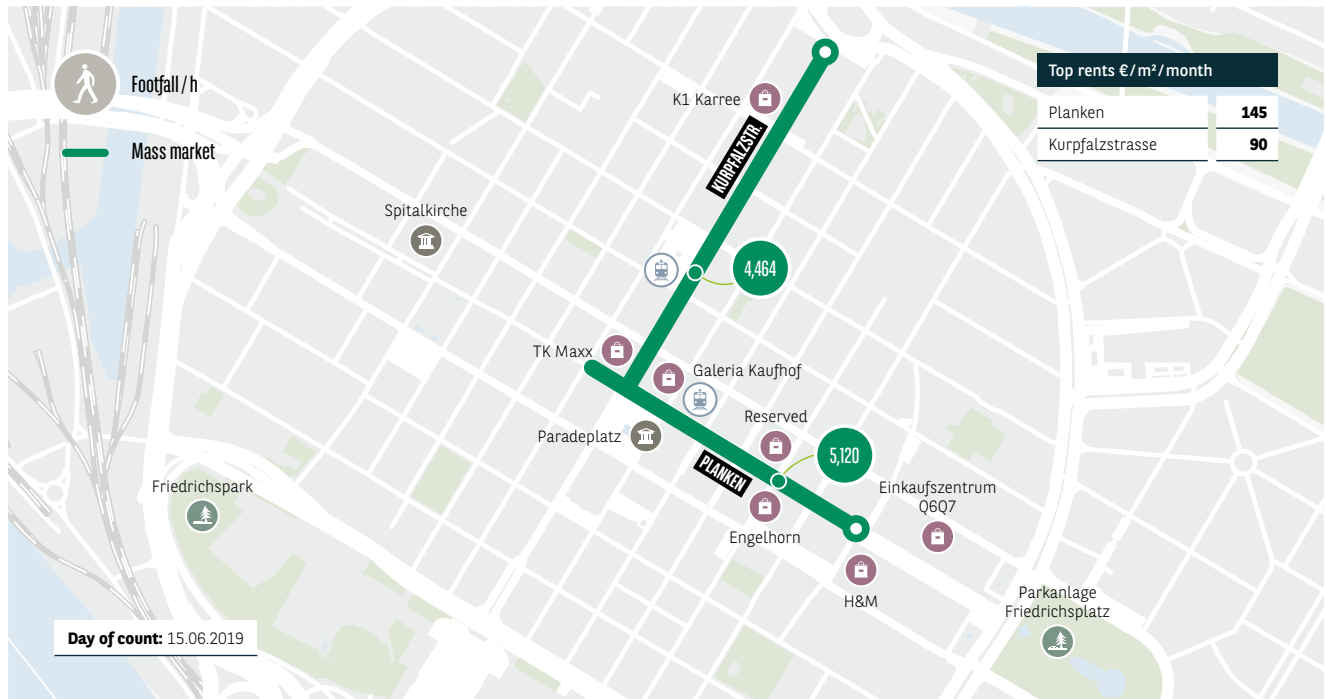 Footfall / h
Mass market
Top rents €/m²/month
Planken 145
Kurpfalzstrasse 90
K1 Karree
KURPFALZSTR.
Spitalkirche
4,464
TK Maxx
Galeria Kaufhof
Paradeplatz
Reserved
5,120
PLANKEN
Einkaufszentrum
Q6Q7
Friedrichspark
Engelhorn
H&M
Parkanlage
Friedrichsplatz
Day of count: 15.06.2019